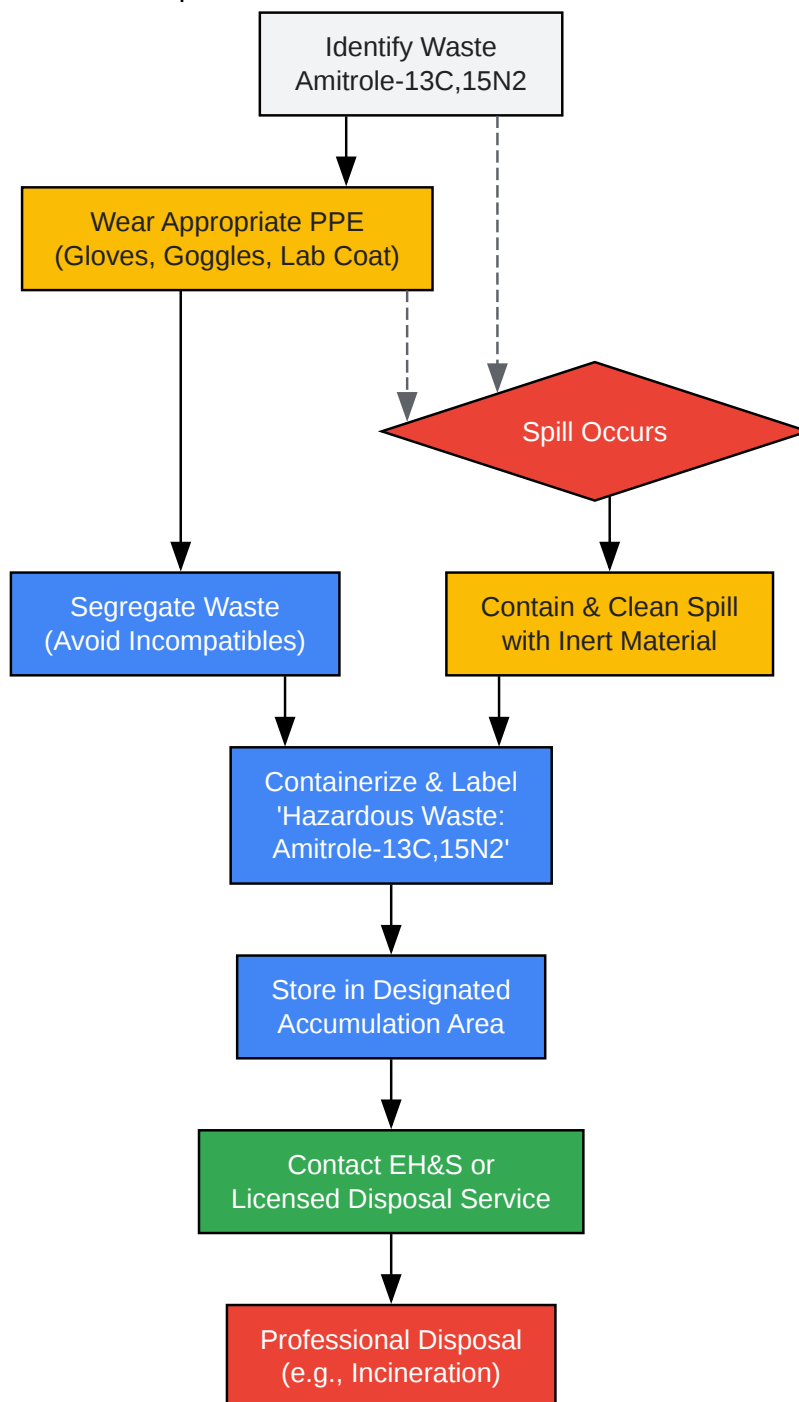 Identify Waste
Amitrole-13C,15N2
Wear Appropriate PPE
(Gloves, Goggles, Lab Coat)
Spill Occurs
Segregate Waste
(Avoid Incompatibles)
Contain & Clean Spill
with Inert Material
Containerize & Label
'Hazardous Waste:
Amitrole-13C,15N2'
Store in Designated
Accumulation Area
Contact EH&S or
Licensed Disposal Service
Professional Disposal
(e.g., Incineration)